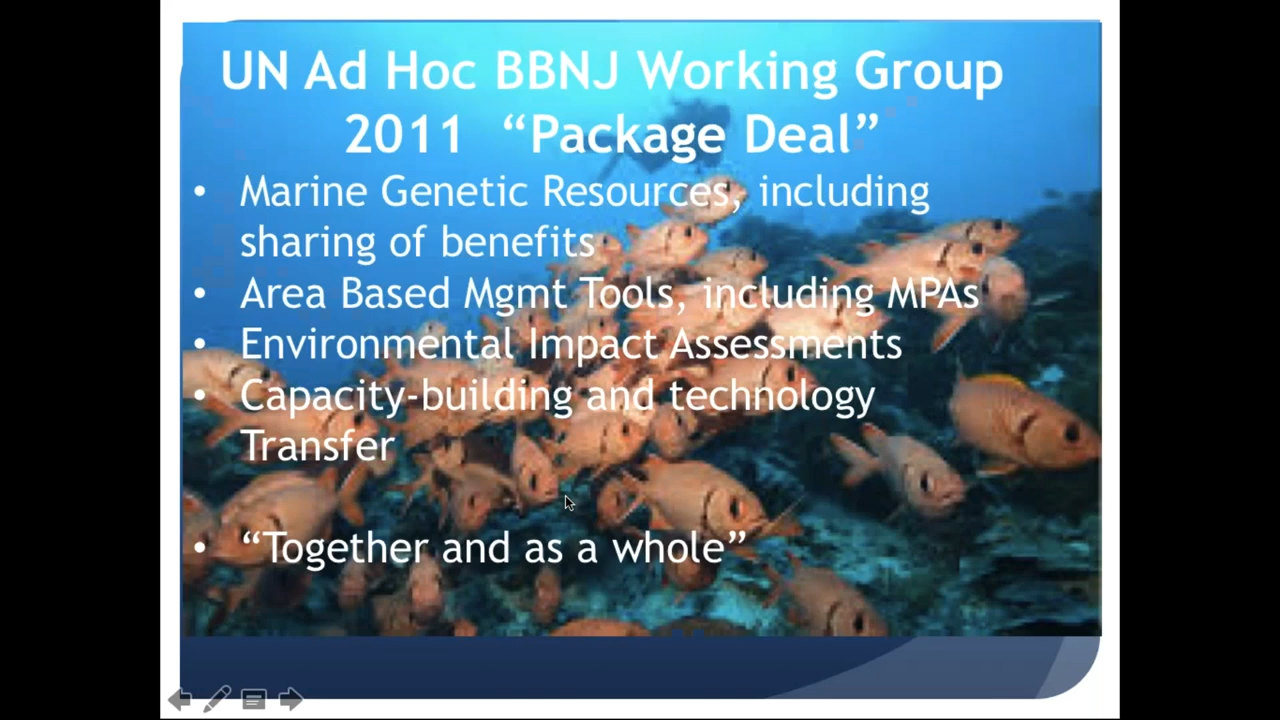 UN Ad Hoc BBNJ Working Group
2011 “Package Deal”
• Marine Genetic Resources, including
sharing of benefits
• Area Based Mgmt Tools, including MPAs
• Environmental Impact Assessments
• Capacity-building and technology
Transfer
• “Together and as a whole”